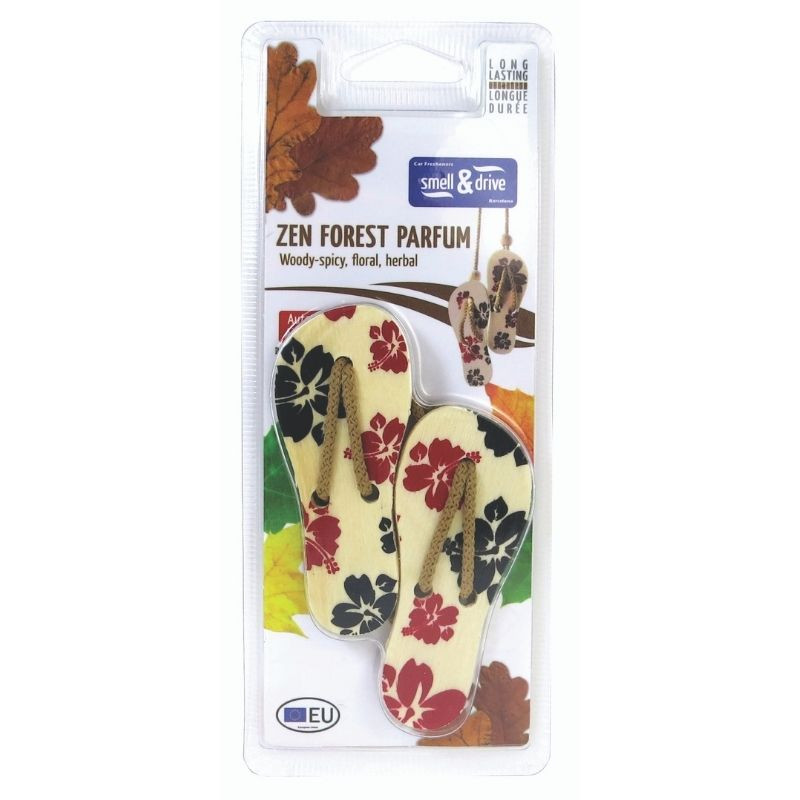 LONG
LASTING
LONGUE
DURÉE
Car Fresheners
smell & drive
Barcelona
ZEN FOREST PARFUM
Woody-spicy, floral, herbal
EU